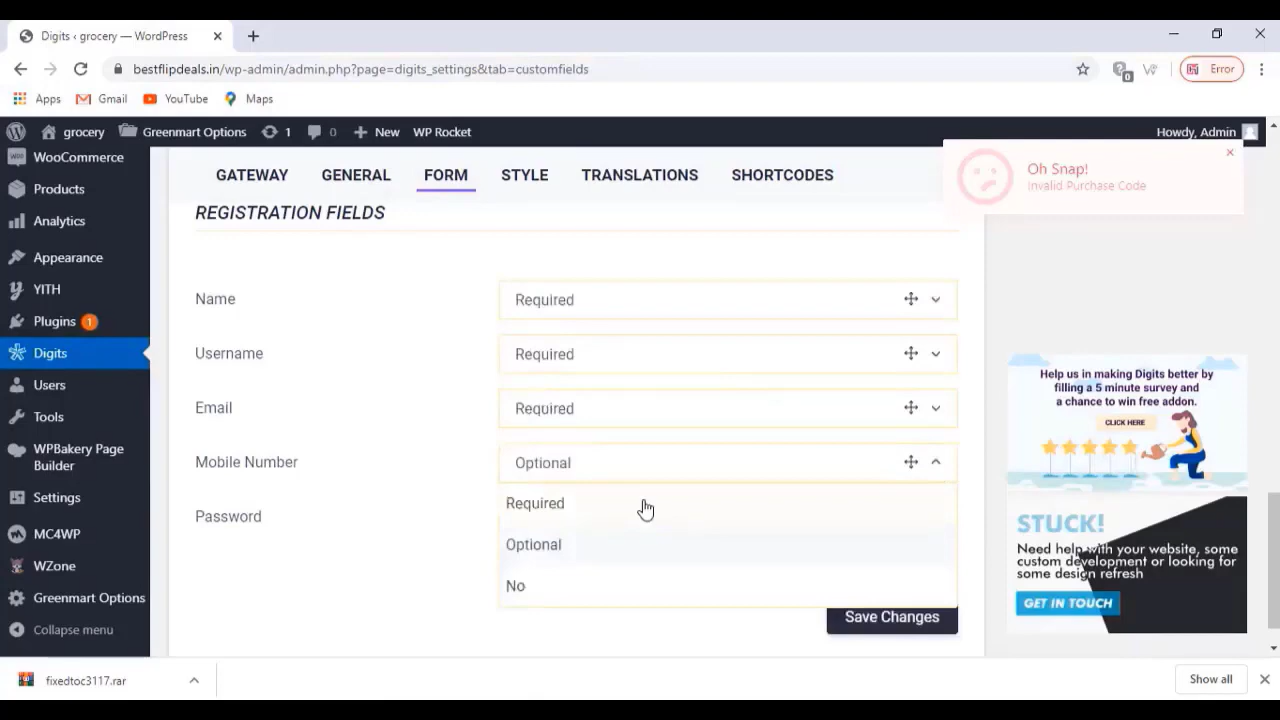 Digits ‹ grocery — WordPress
bestflipdeals.in/wp-admin/admin.php?page=digits_settings&tab=customfields
0
Error
Apps
Gmail
YouTube
Maps
grocery
Greenmart Options
1
0
New
WP Rocket
Howdy, Admin
WooCommerce
Products
Analytics
Appearance
YITH
Plugins 1
Digits
Users
Tools
WPBakery Page
Builder
Settings
MC4WP
WZone
Greenmart Options
Collapse menu
GATEWAY
GENERAL
FORM
STYLE
TRANSLATIONS
SHORTCODES
Oh Snap!
Invalid Purchase Code
REGISTRATION FIELDS
Name
Required
Username
Required
Email
Required
Mobile Number
Optional
Required
Optional
No
Password
Save Changes
Help us in making Digits better by
filling a 5 minute survey and
a chance to win free addon.
CLICK HERE
STUCK!
Need help with your website, some
custom development or looking for
some design refresh
GET IN TOUCH
fixedtoc3117.rar
Show all